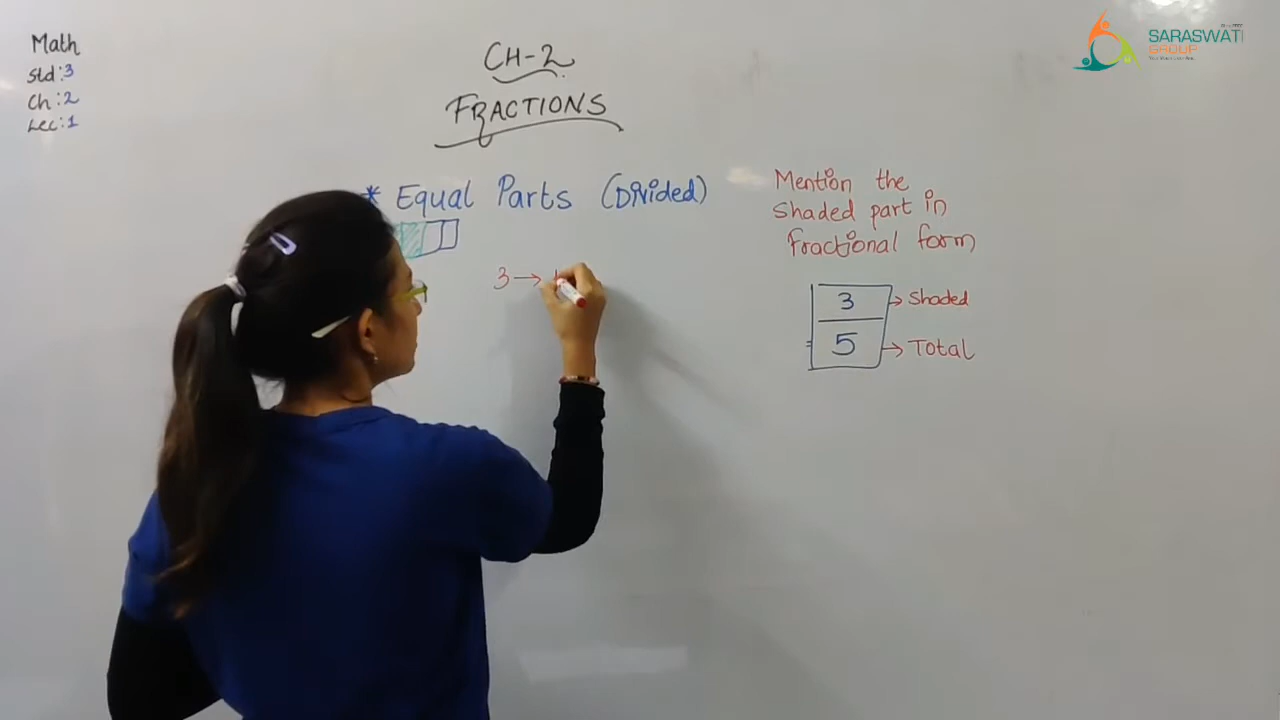 Math
Std:3
Ch:2
Lec:1
CH-2
FRACTIONS
* Equal Parts (Divided)
3→
Mention the
Shaded part in
Fractional form
3 → Shaded
5 → Total
SARASWATI
GROUP